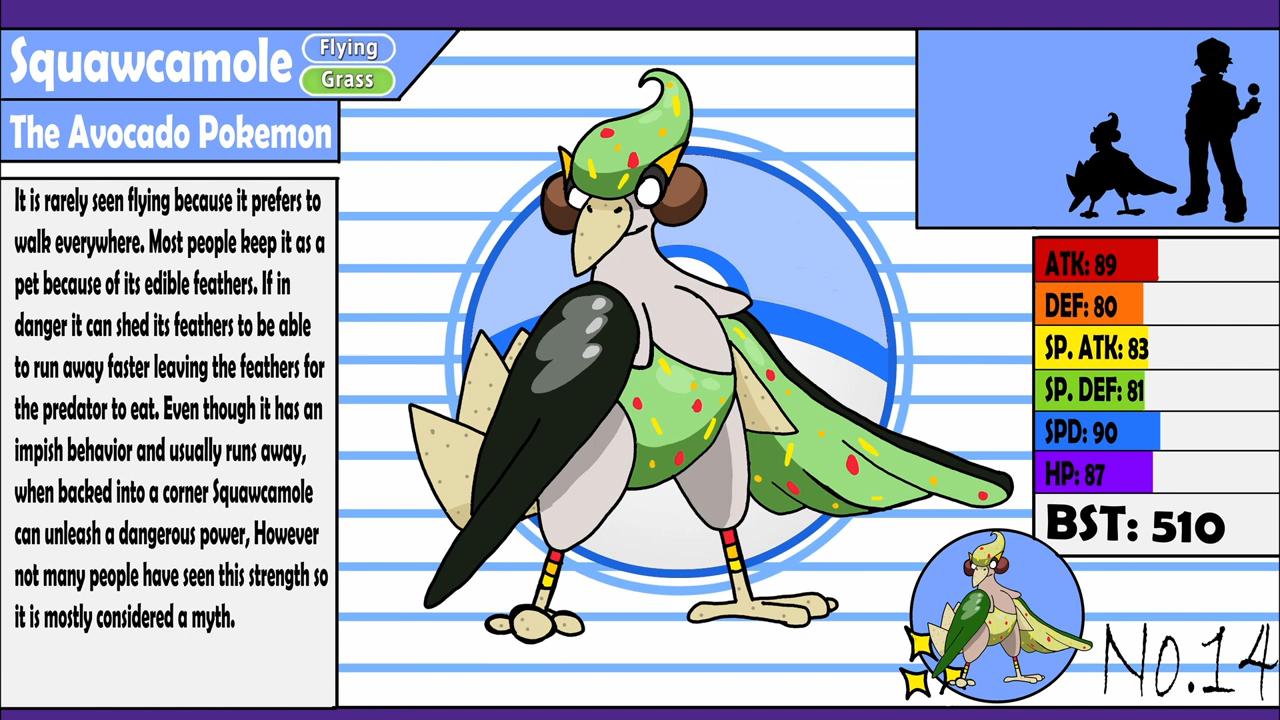 Squawcamole
Flying
Grass
The Avocado Pokemon
It is rarely seen flying because it prefers to
walk everywhere. Most people keep it as a
pet because of its edible feathers. If in
danger it can shed its feathers to be able
to run away faster leaving the feathers for
the predator to eat. Even though it has an
impish behavior and usually runs away,
when backed into a corner Squawcamole
can unleash a dangerous power, However
not many people have seen this strength so
it is mostly considered a myth.
ATK: 89
DEF: 80
SP. ATK: 83
SP. DEF: 81
SPD: 90
HP: 87
BST: 510
No.14